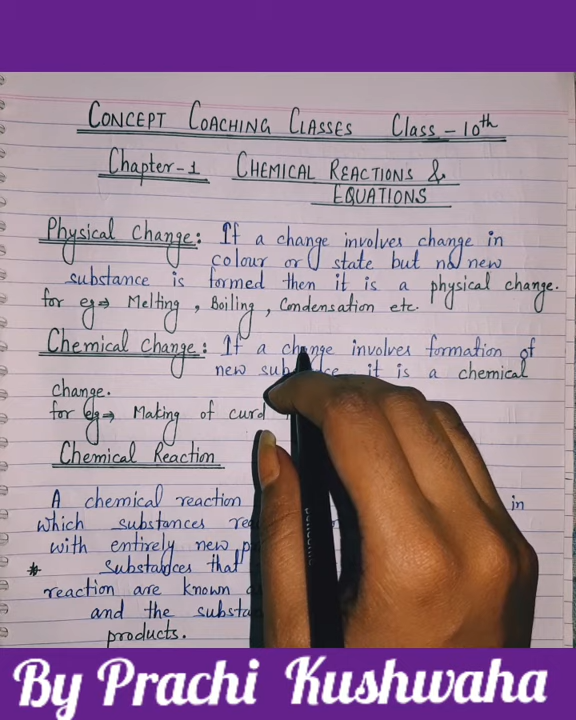 CONCEPT COACHING CLASSES Class - 10th
Chapter-1 CHEMICAL REACTIONS &
EQUATIONS
Physical Change: If a change involves change in
colour or state but no new
substance is formed then it is a physical change.
for eg⇒ Melting, Boiling, Condensation etc.
Chemical Change: If a change involves formation of
new it is a chemical
change.
for eg⇒ Making of curd
Chemical Reaction
A chemical reaction in
which substances
with entirely new
* Substances that
reaction are known
and the
products.
By Prachi Kushwaha